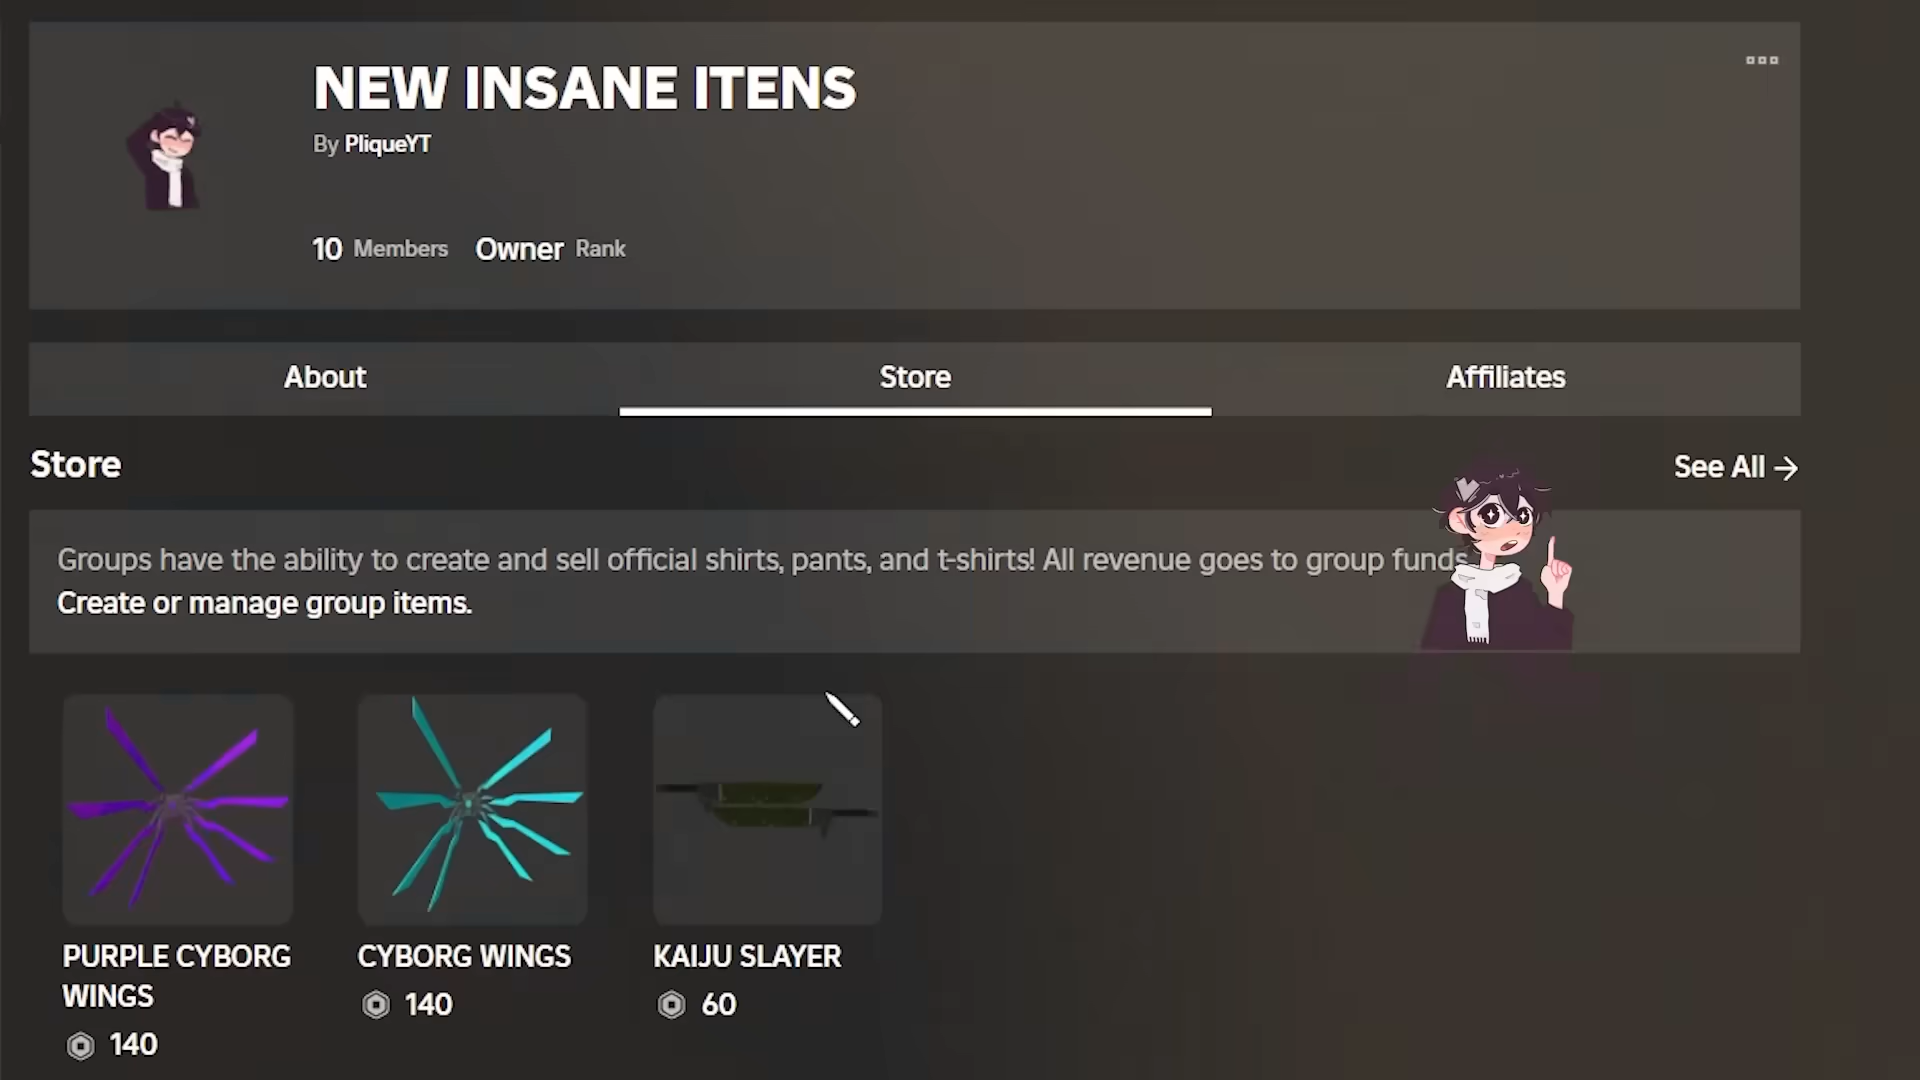 NEW INSANE ITENS
By PliqueYT
10 Members Owner Rank
About Store Affiliates
Store
See All
Groups have the ability to create and sell official shirts, pants, and t-shirts! All revenue goes to group funds
Create or manage group items.
PURPLE CYBORG
WINGS
140
CYBORG WINGS
140
KAIJU SLAYER
60